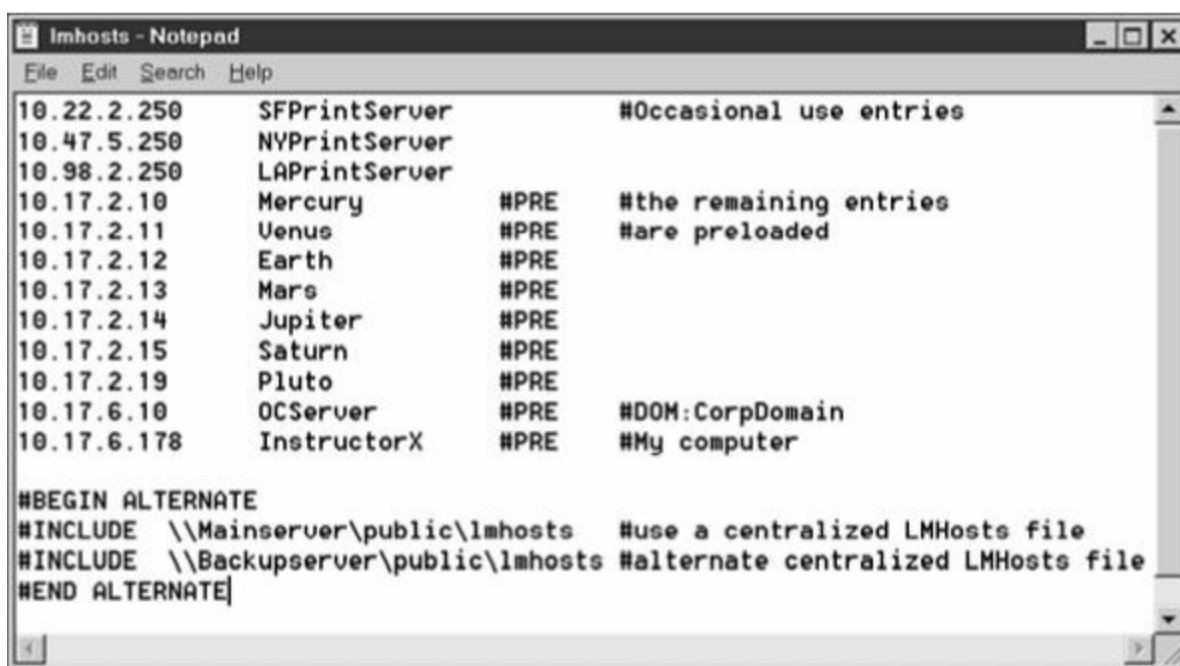 lmhosts - Notepad
File Edit Search Help
10.22.2.250 SFPrintServer #Occasional use entries
10.47.5.250 NYPrintServer
10.98.2.250 LAPrintServer
10.17.2.10 Mercury #PRE #the remaining entries
10.17.2.11 Venus #PRE #are preloaded
10.17.2.12 Earth #PRE
10.17.2.13 Mars #PRE
10.17.2.14 Jupiter #PRE
10.17.2.15 Saturn #PRE
10.17.2.19 Pluto #PRE
10.17.6.10 OCServer #PRE #DOM:CorpDomain
10.17.6.178 InstructorX #PRE #My computer
#BEGIN ALTERNATE
#INCLUDE \\Mainserver\public\lmhosts #use a centralized LMHosts file
#INCLUDE \\Backupserver\public\lmhosts #alternate centralized LMHosts file
#END ALTERNATE